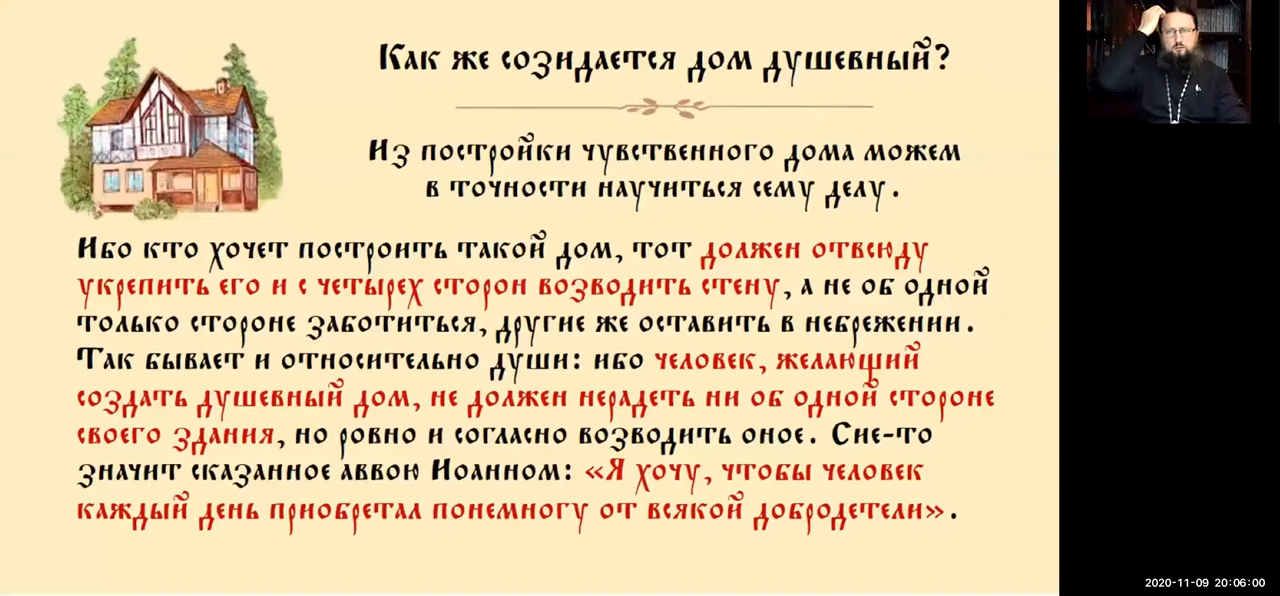 Как же созидается дом душевный?
Из постройки чувственного дома можем
в точности научиться сему делу.
Ибо кто хочет построить такой дом, тот должен отвсюду
укрепить его и с четырех сторон возводить стену, а не об одной
только стороне заботиться, другие же оставить в небрежении.
Так бывает и относительно души: ибо человек, желающий
создать душевный дом, не должен нерадеть ни об одной стороне
своего здания, но ровно и согласно возводить оное. Сие-то
значит сказанное аввою Иоанном: «Я хочу, чтобы человек
каждый день приобретал понемногу от всякой добродетели».
2020-11-09 20:06:00